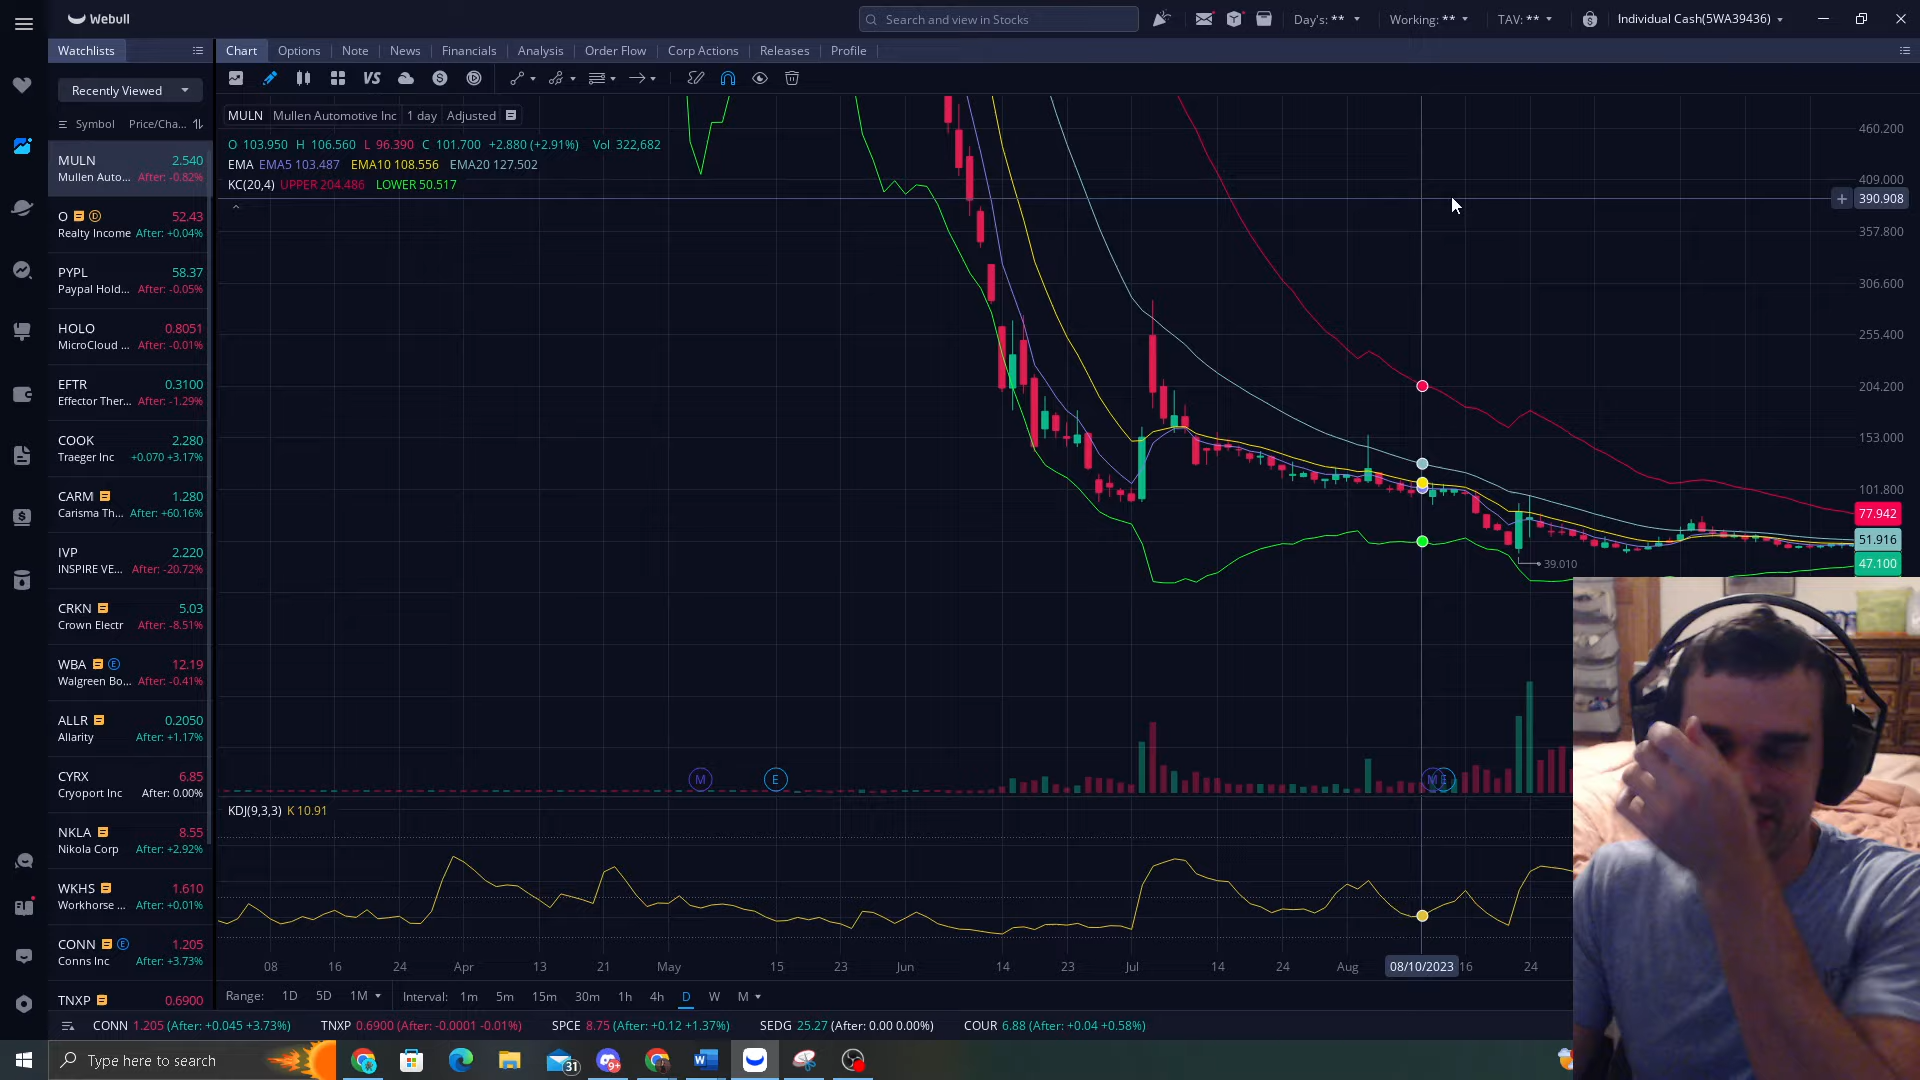 Webull
Search and view in Stocks
Day's: **
Working: **
TAV: **
Individual Cash(5WA39436)
Watchlists
Chart Options Note News Financials Analysis Order Flow Corp Actions Releases Profile
Recently Viewed
VS
Symbol Price/Cha...
MULN Mullen Automotive Inc 1 day Adjusted
O 103.950 H 106.560 L 96.390 C 101.700 +2.880 (+2.91%) Vol 322,682
EMA EMA5 103.487 EMA10 108.556 EMA20 127.502
KC(20,4) UPPER 204.486 LOWER 50.517
MULN 2.540
Mullen Auto... After: -0.82%
O D 52.43
Realty Income After: +0.04%
PYPL 58.37
Paypal Hold... After: -0.05%
HOLO 0.8051
MicroCloud ... After: -0.01%
EFTR 0.3100
Effector Ther... After: -1.29%
COOK 2.280
Traeger Inc +0.070 +3.17%
CARM 1.280
Carisma Th... After: +60.16%
IVP 2.220
INSPIRE VE... After: -20.72%
CRKN 5.03
Crown Electr After: -8.51%
WBA E 12.19
Walgreen Bo... After: -0.41%
ALLR 0.2050
Allarity After: +1.17%
CYRX 6.85
Cryoport Inc After: 0.00%
NKLA 8.55
Nikola Corp After: +2.92%
WKHS 1.610
Workhorse ... After: +0.01%
CONN E 1.205
Conns Inc After: +3.73%
TNXP 0.6900
460.200
409.000
390.908
357.800
306.600
255.400
204.200
153.000
101.800
77.942
51.916
47.100
39.010
M E M E
KDJ(9,3,3) K 10.91
08 16 24 Apr 13 21 May 15 23 Jun 14 23 Jul 14 24 Aug 08/10/2023 16 24
Range: 1D 5D 1M Interval: 1m 5m 15m 30m 1h 4h D W M
CONN 1.205 (After: +0.045 +3.73%) TNXP 0.6900 (After: -0.0001 -0.01%) SPCE 8.75 (After: +0.12 +1.37%) SEDG 25.27 (After: 0.00 0.00%) COUR 6.88 (After: +0.04 +0.58%)
Type here to search
31
9+